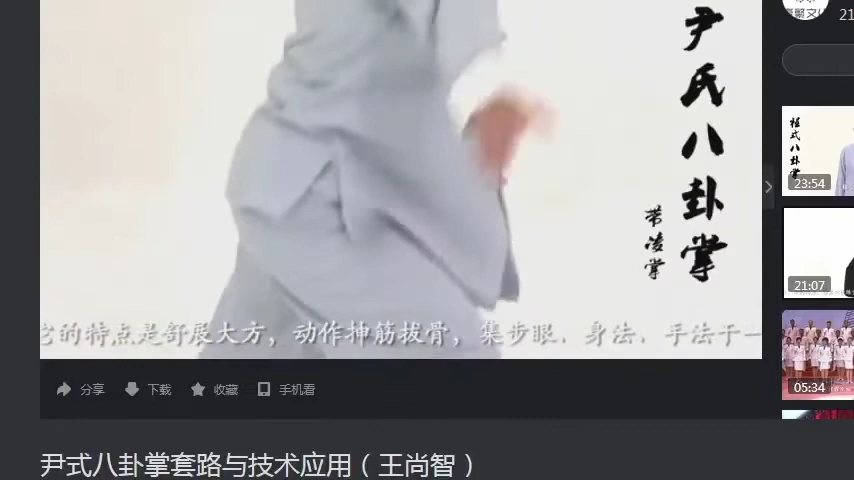 尹氏八卦掌
带凌掌
它的特点是舒展大方，动作抻筋拔骨，集步眼、身法、手法于一
分享
下载
收藏
手机看
尹式八卦掌套路与技术应用（王尚智）
21
程式八卦掌
23:54
21:07
05:34